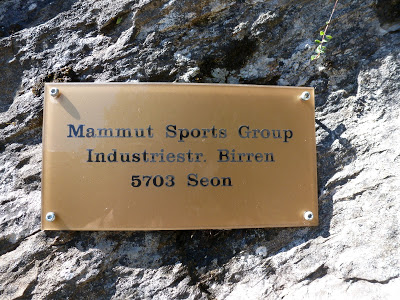 Mammut Sports Group
Industriestr. Birren
5703 Seon